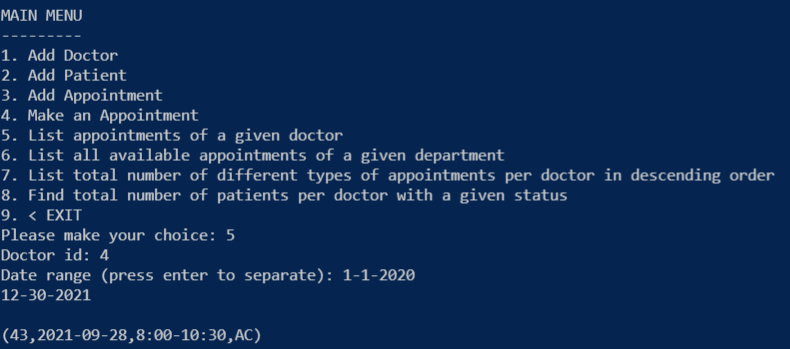 MAIN MENU
---------
1. Add Doctor
2. Add Patient
3. Add Appointment
4. Make an Appointment
5. List appointments of a given doctor
6. List all available appointments of a given department
7. List total number of different types of appointments per doctor in descending order
8. Find total number of patients per doctor with a given status
9. < EXIT
Please make your choice: 5
Doctor id: 4
Date range (press enter to separate): 1-1-2020
12-30-2021
(43,2021-09-28,8:00-10:30,AC)